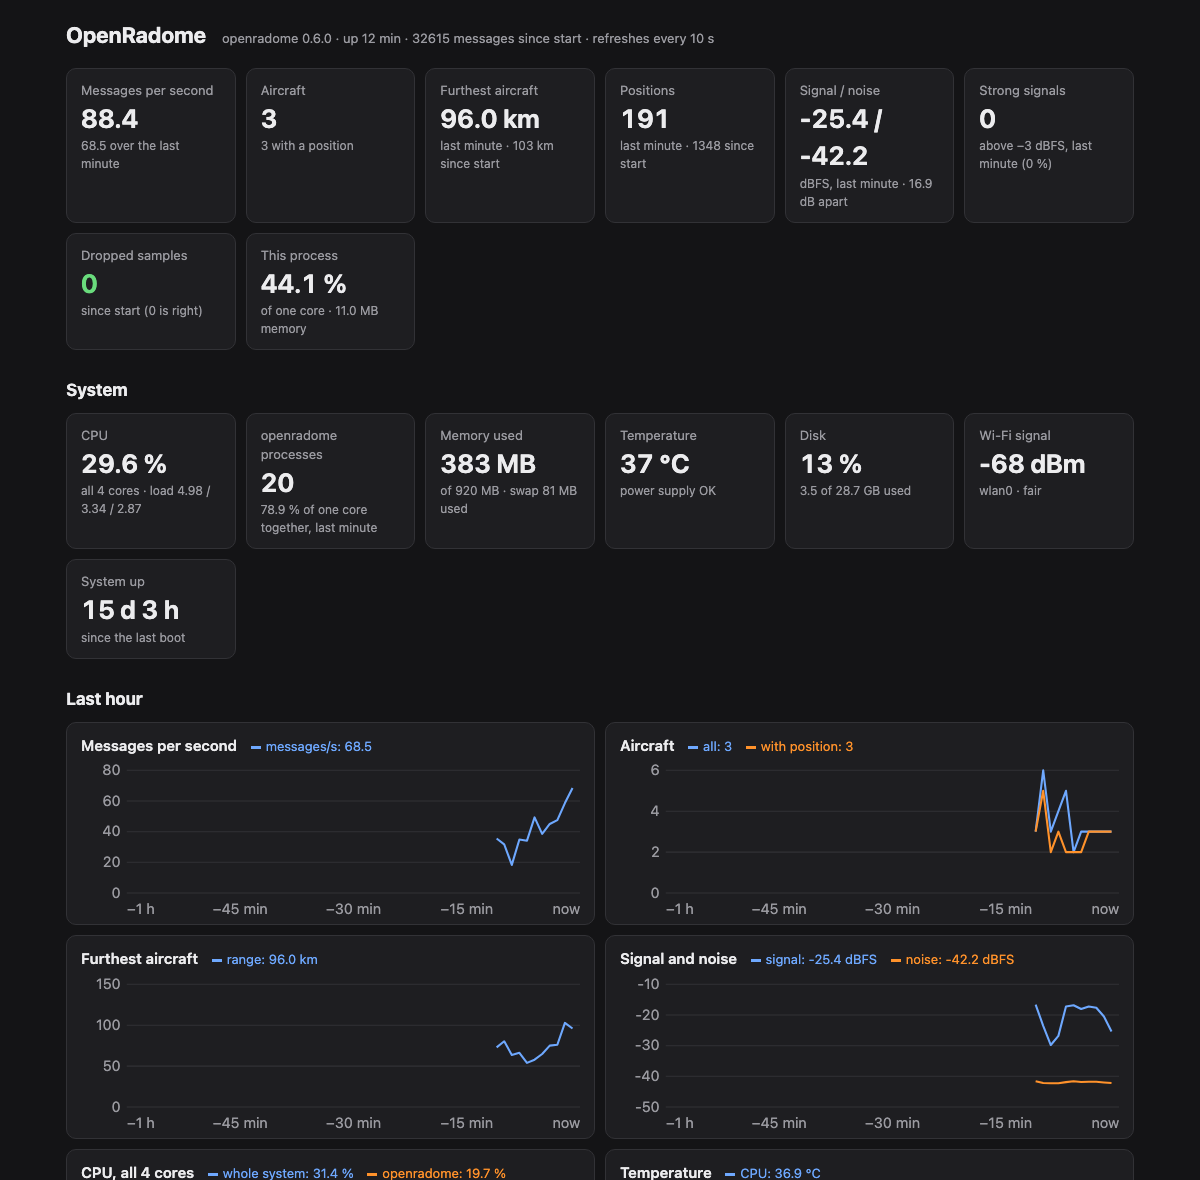 OpenRadome openradome 0.6.0 · up 12 min · 32615 messages since start · refreshes every 10 s
Messages per second
88.4
68.5 over the last
minute
Aircraft
3
3 with a position
Furthest aircraft
96.0 km
last minute · 103 km
since start
Positions
191
last minute · 1348 since
start
Signal / noise
-25.4 /
-42.2
dBFS, last minute · 16.9
dB apart
Strong signals
0
above −3 dBFS, last
minute (0 %)
Dropped samples
0
since start (0 is right)
This process
44.1 %
of one core · 11.0 MB
memory
System
CPU
29.6 %
all 4 cores · load 4.98 /
3.34 / 2.87
openradome
processes
20
78.9 % of one core
together, last minute
Memory used
383 MB
of 920 MB · swap 81 MB
used
Temperature
37 °C
power supply OK
Disk
13 %
3.5 of 28.7 GB used
Wi-Fi signal
-68 dBm
wlan0 · fair
System up
15 d 3 h
since the last boot
Last hour
Messages per second messages/s: 68.5
80
60
40
20
0
−1 h −45 min −30 min −15 min now
Aircraft all: 3 with position: 3
6
4
2
0
−1 h −45 min −30 min −15 min now
Furthest aircraft range: 96.0 km
150
100
50
0
−1 h −45 min −30 min −15 min now
Signal and noise signal: -25.4 dBFS noise: -42.2 dBFS
-10
-20
-30
-40
-50
−1 h −45 min −30 min −15 min now
CPU, all 4 cores whole system: 31.4 % openradome: 19.7 %
Temperature CPU: 36.9 °C